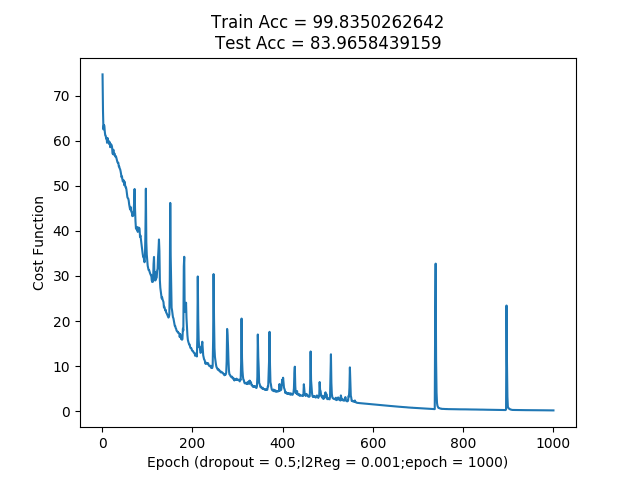 Train Acc = 99.8350262642
Test Acc = 83.9658439159
70
60
50
40
30
20
10
0
Cost Function
0 200 400 600 800 1000
Epoch (dropout = 0.5;l2Reg = 0.001;epoch = 1000)